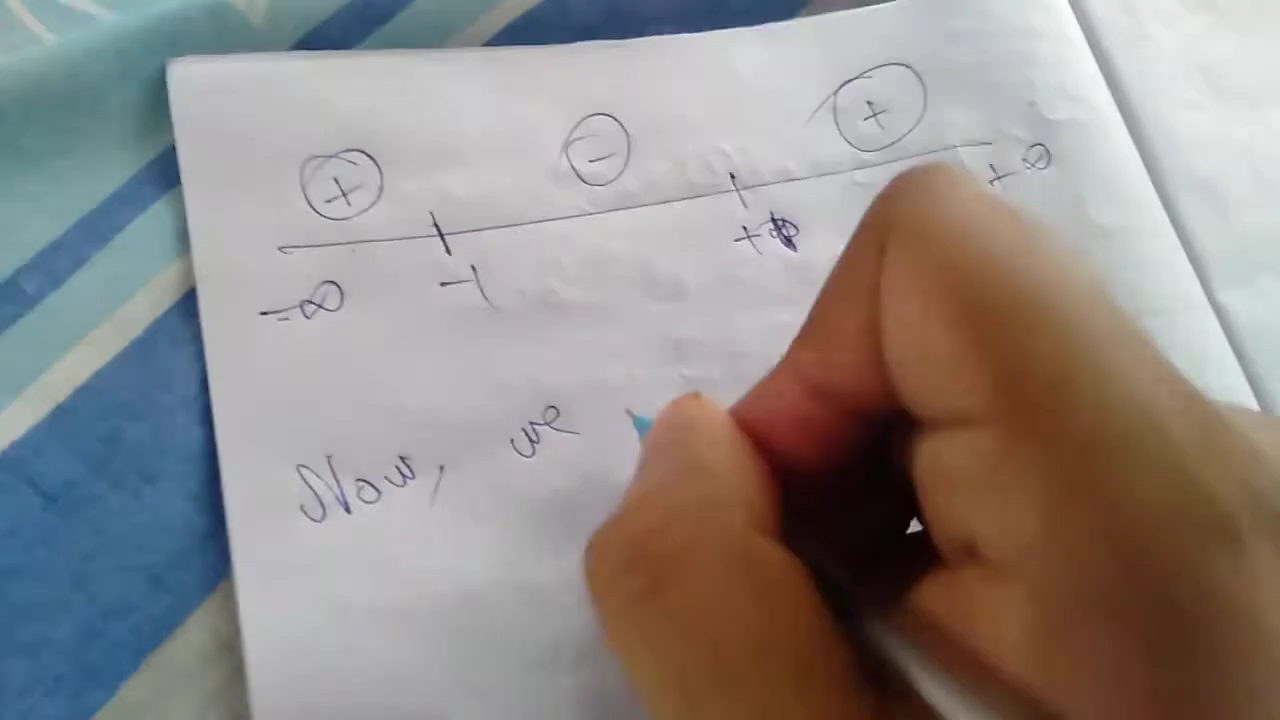 + - +
-∞ -1 + +∞
Now, we